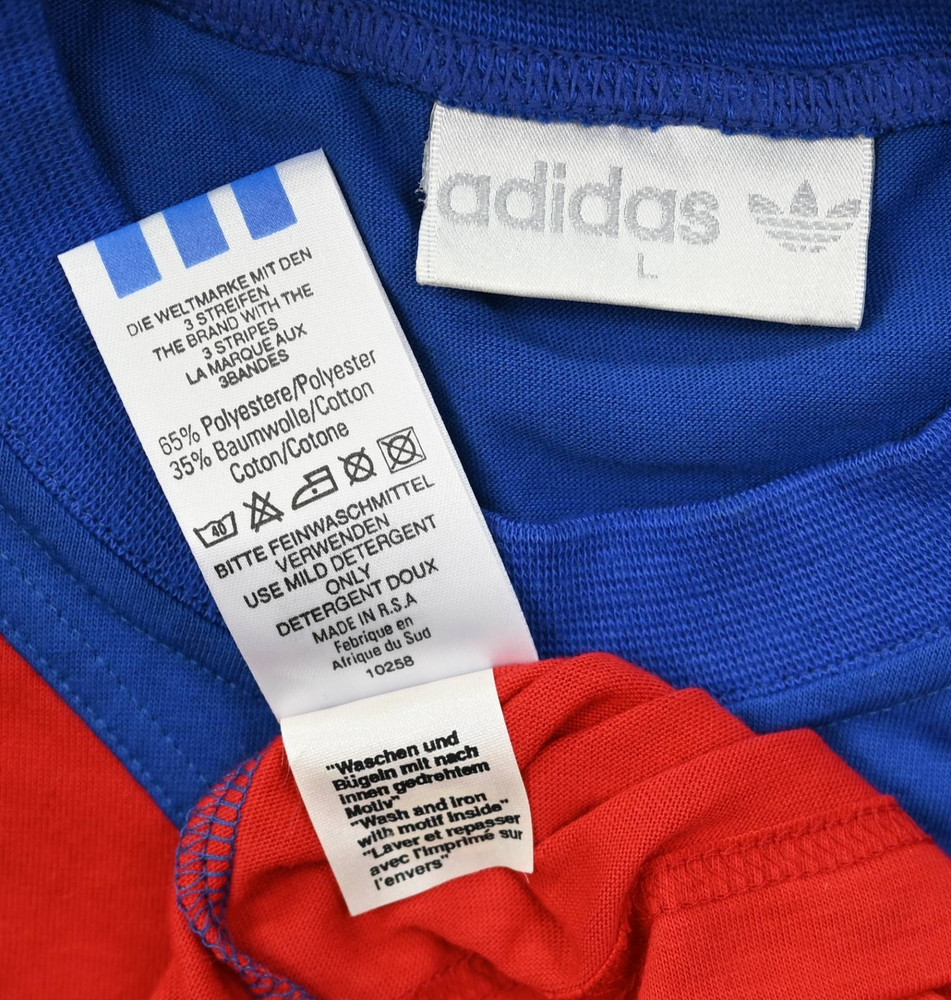 adidas
L
DIE WELTMARKE MIT DEN
3 STREIFEN
THE BRAND WITH THE
3 STRIPES
LA MARQUE AUX
3BANDES
65% Polyestere/Polyester
35% Baumwolle/Cotton
Coton/Cotone
40
BITTE FEINWASCHMITTEL
VERWENDEN
USE MILD DETERGENT
ONLY
DETERGENT DOUX
MADE IN R.S.A
Febrique en
Afrique du Sud
10258
"Waschen und
Bügeln mit nach
innen gedrehtem
Motiv"
"Wash and Iron
with motif Inside"
"Laver et repasser
avec l'Imprimé sur
l'envers"